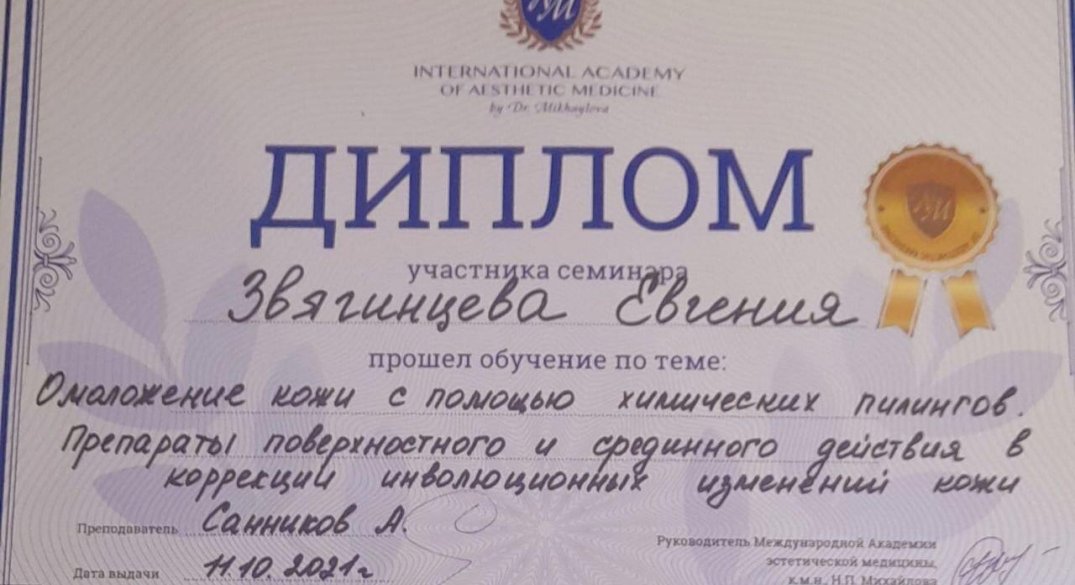 INTERNATIONAL ACADEMY
OF AESTHETIC MEDICINE
by Dr. Mikhaylova
ДИПЛОМ
участника семинара
Звягинцева Евгения
прошел обучение по теме:
Омаложение кожи с помощью химических пилингов.
Препараты поверхностного и срединного действия в
коррекции инволюционных изменений кожи
Преподаватель Санников А.
Руководитель Международной Академии
эстетической медицины,
Дата выдачи 11.10.2021г
к.м.н. Н.П. Михайлова